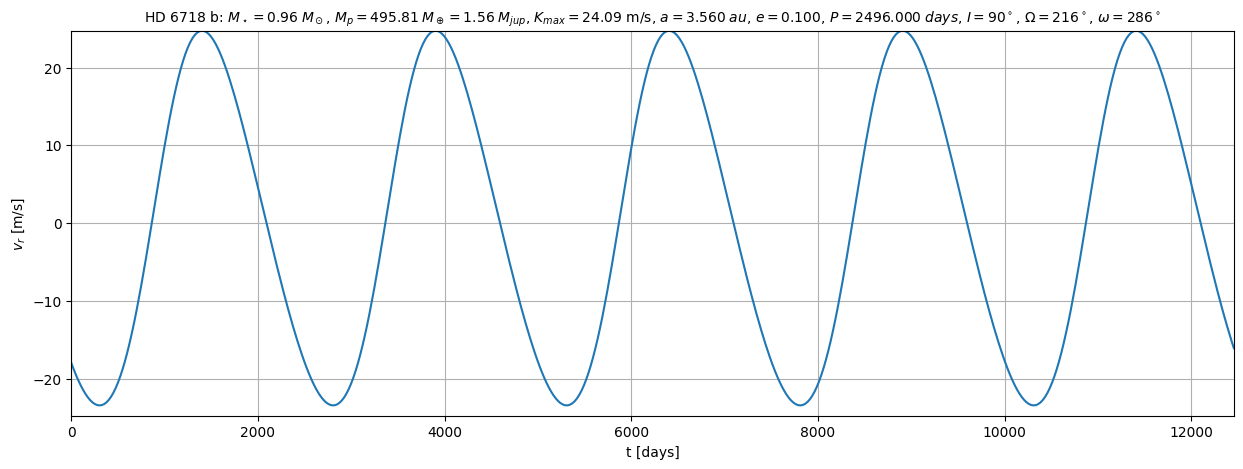 HD 6718 b: M⋆ = 0.96 M⊙, Mp = 495.81 M⊕ = 1.56 Mjup, Kmax = 24.09 m/s, a = 3.560 au, e = 0.100, P = 2496.000 days, I = 90°, Ω = 216°, ω = 286°
20
10
0
−10
−20
vr [m/s]
0 2000 4000 6000 8000 10000 12000
t [days]